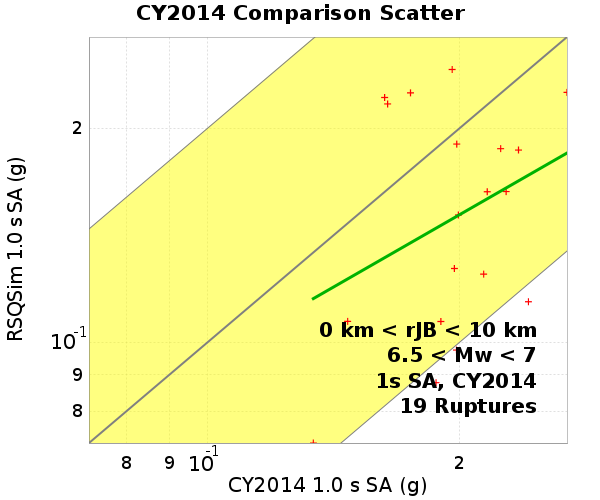 CY2014 Comparison Scatter
RSQSim 1.0 s SA (g)
2
10-1
9
8
0 km < rJB < 10 km
6.5 < Mw < 7
1s SA, CY2014
19 Ruptures
8 9 10-1 2
CY2014 1.0 s SA (g)